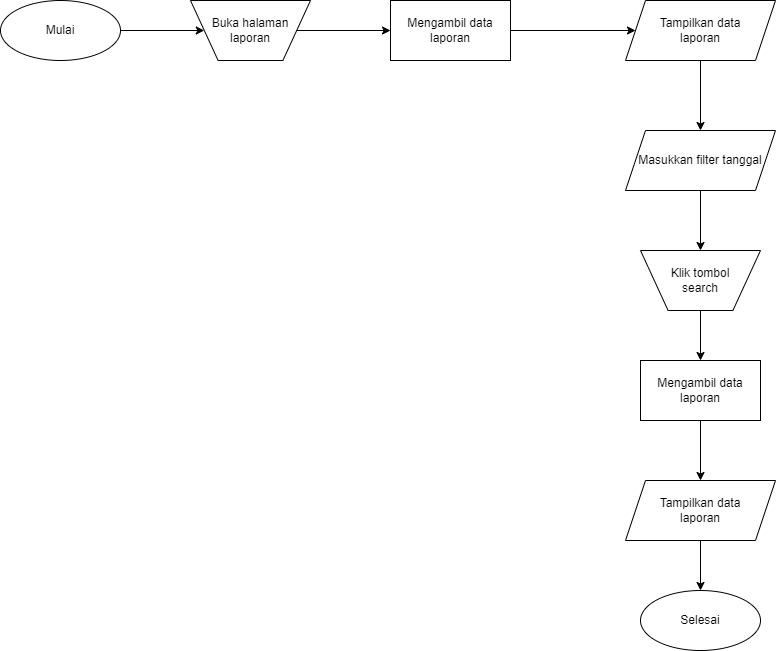 Mulai
Buka halaman
laporan
Mengambil data
laporan
Tampilkan data
laporan
Masukkan filter tanggal
Klik tombol
search
Mengambil data
laporan
Tampilkan data
laporan
Selesai